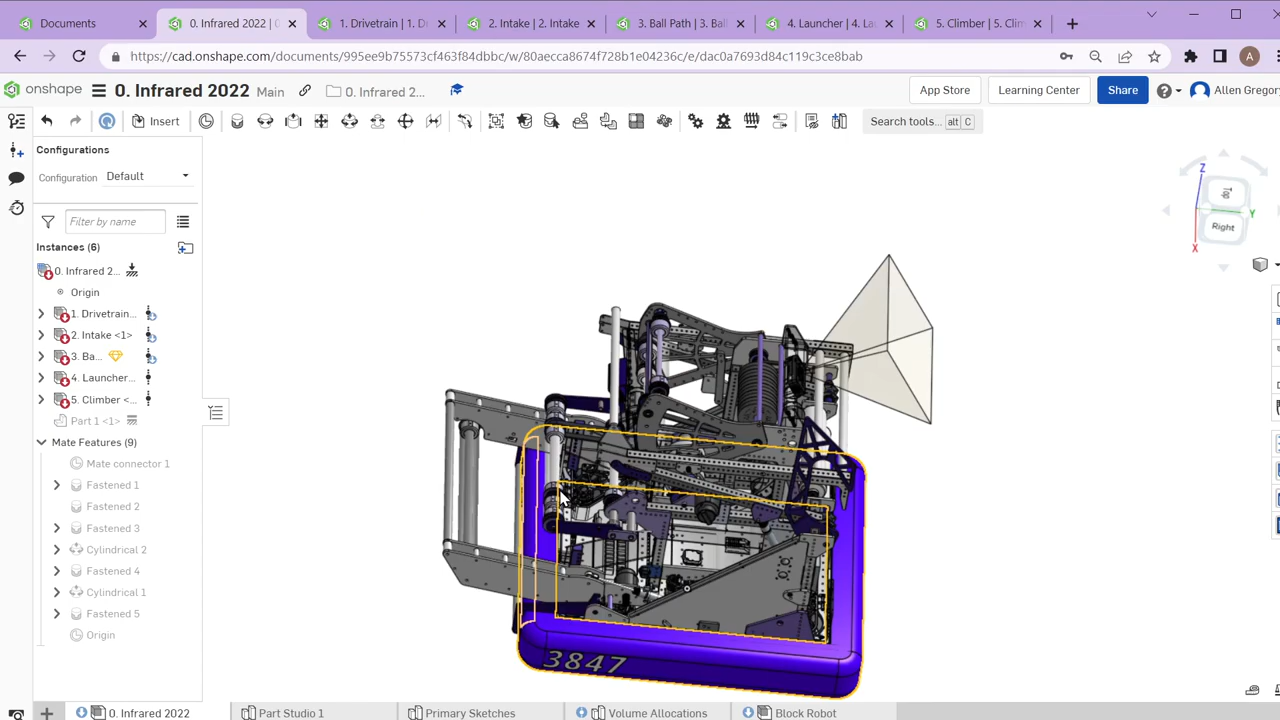 Documents
0. Infrared 2022 |
1. Drivetrain | 1. D
2. Intake | 2. Intake
3. Ball Path | 3. Bal
4. Launcher | 4. La
5. Climber | 5. Clim
A
https://cad.onshape.com/documents/995ee9b75573cf463f84dbbc/w/80aecca8674f728b1e04236c/e/dac0a7693d84c119c3ce8bab
onshape
0. Infrared 2022
Main
0. Infrared 2...
App Store
Learning Center
Share
Allen Gregory
Insert
Search tools...
alt
C
Configurations
Configuration
Default
Filter by name
Instances (6)
0. Infrared 2...
Origin
1. Drivetrain...
2. Intake <1>
3. Ba...
4. Launcher...
5. Climber <...
Part 1 <1>
Mate Features (9)
Mate connector 1
Fastened 1
Fastened 2
Fastened 3
Cylindrical 2
Fastened 4
Cylindrical 1
Fastened 5
Origin
Z
Y
X
Right
3847
0. Infrared 2022
Part Studio 1
Primary Sketches
Volume Allocations
Block Robot